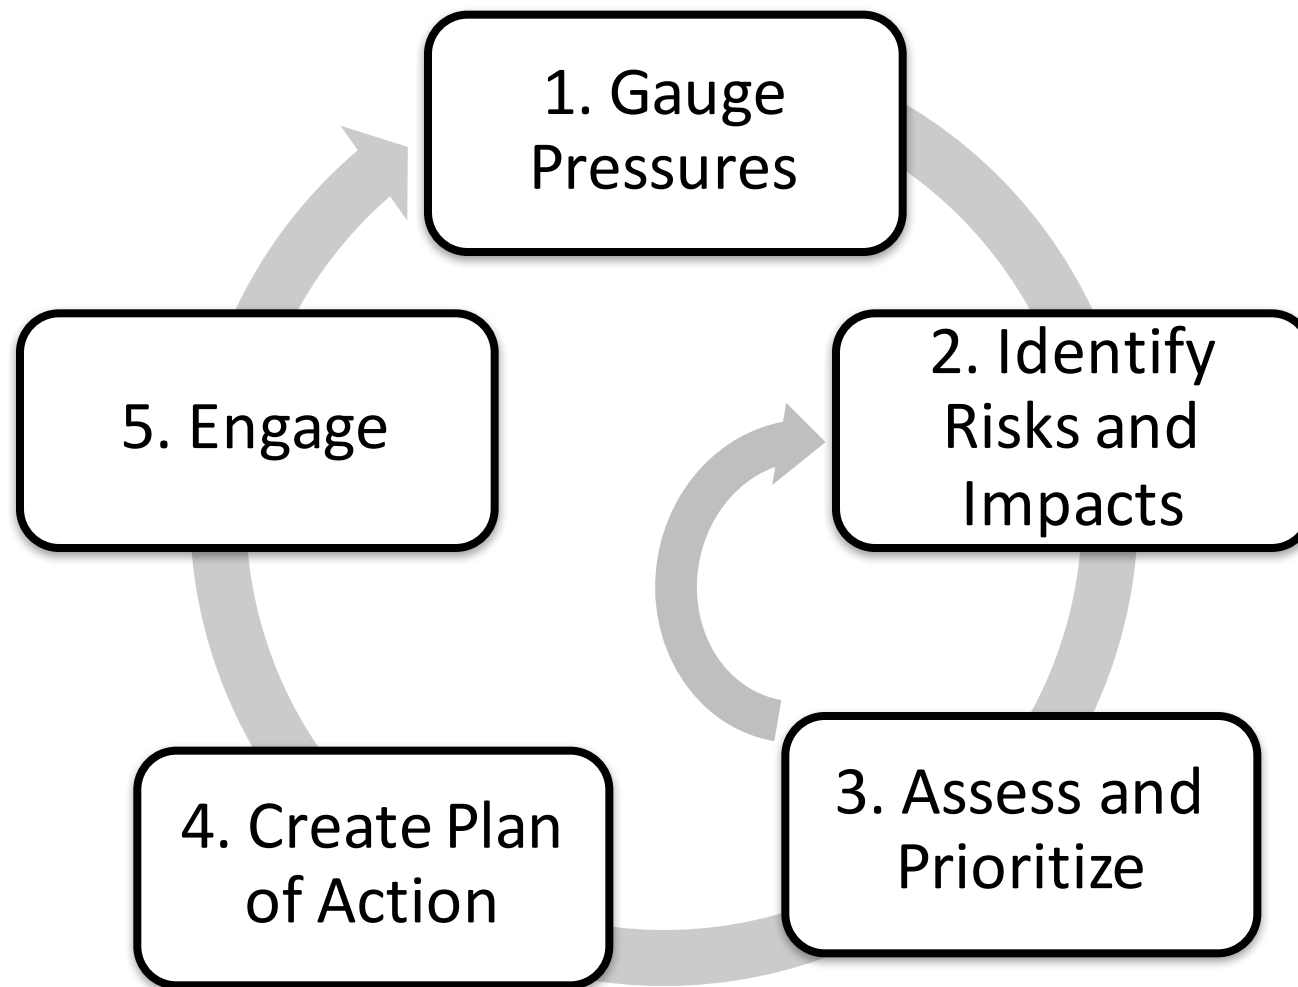 1. Gauge
Pressures
2. Identify
Risks and
Impacts
3. Assess and
Prioritize
4. Create Plan
of Action
5. Engage